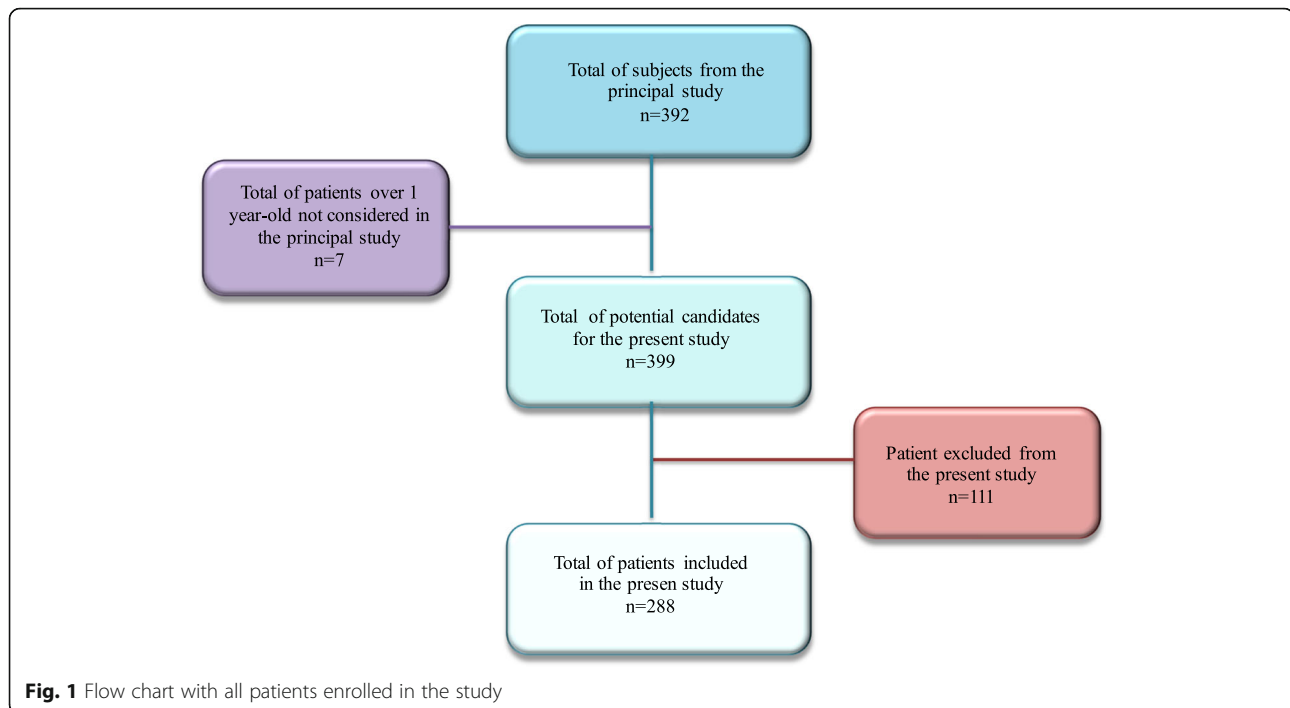 Total of subjects from the
principal study
n=392
Total of patients over 1
year-old not considered in
the principal study
n=7
Total of potential candidates
for the present study
n=399
Patient excluded from
the present study
n=111
Total of patients included
in the presen study
n=288
Fig. 1 Flow chart with all patients enrolled in the study